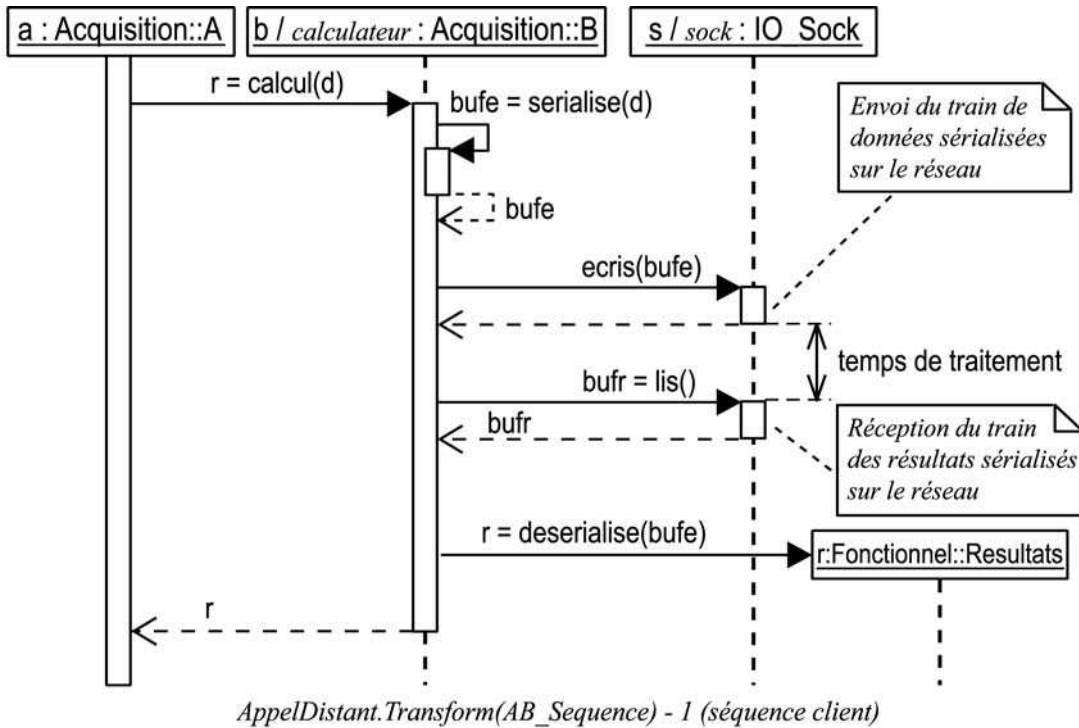 a : Acquisition::A
b / calculateur : Acquisition::B
s / sock : IO_Sock
r = calcul(d)
bufe = serialise(d)
Envoi du train de
données sérialisées
sur le réseau
bufe
ecris(bufe)
temps de traitement
bufr = lis()
bufr
Réception du train
des résultats sérialisés
sur le réseau
r = deserialise(bufe)
r:Fonctionnel::Resultats
r
AppelDistant.Transform(AB_Sequence) - 1 (séquence client)